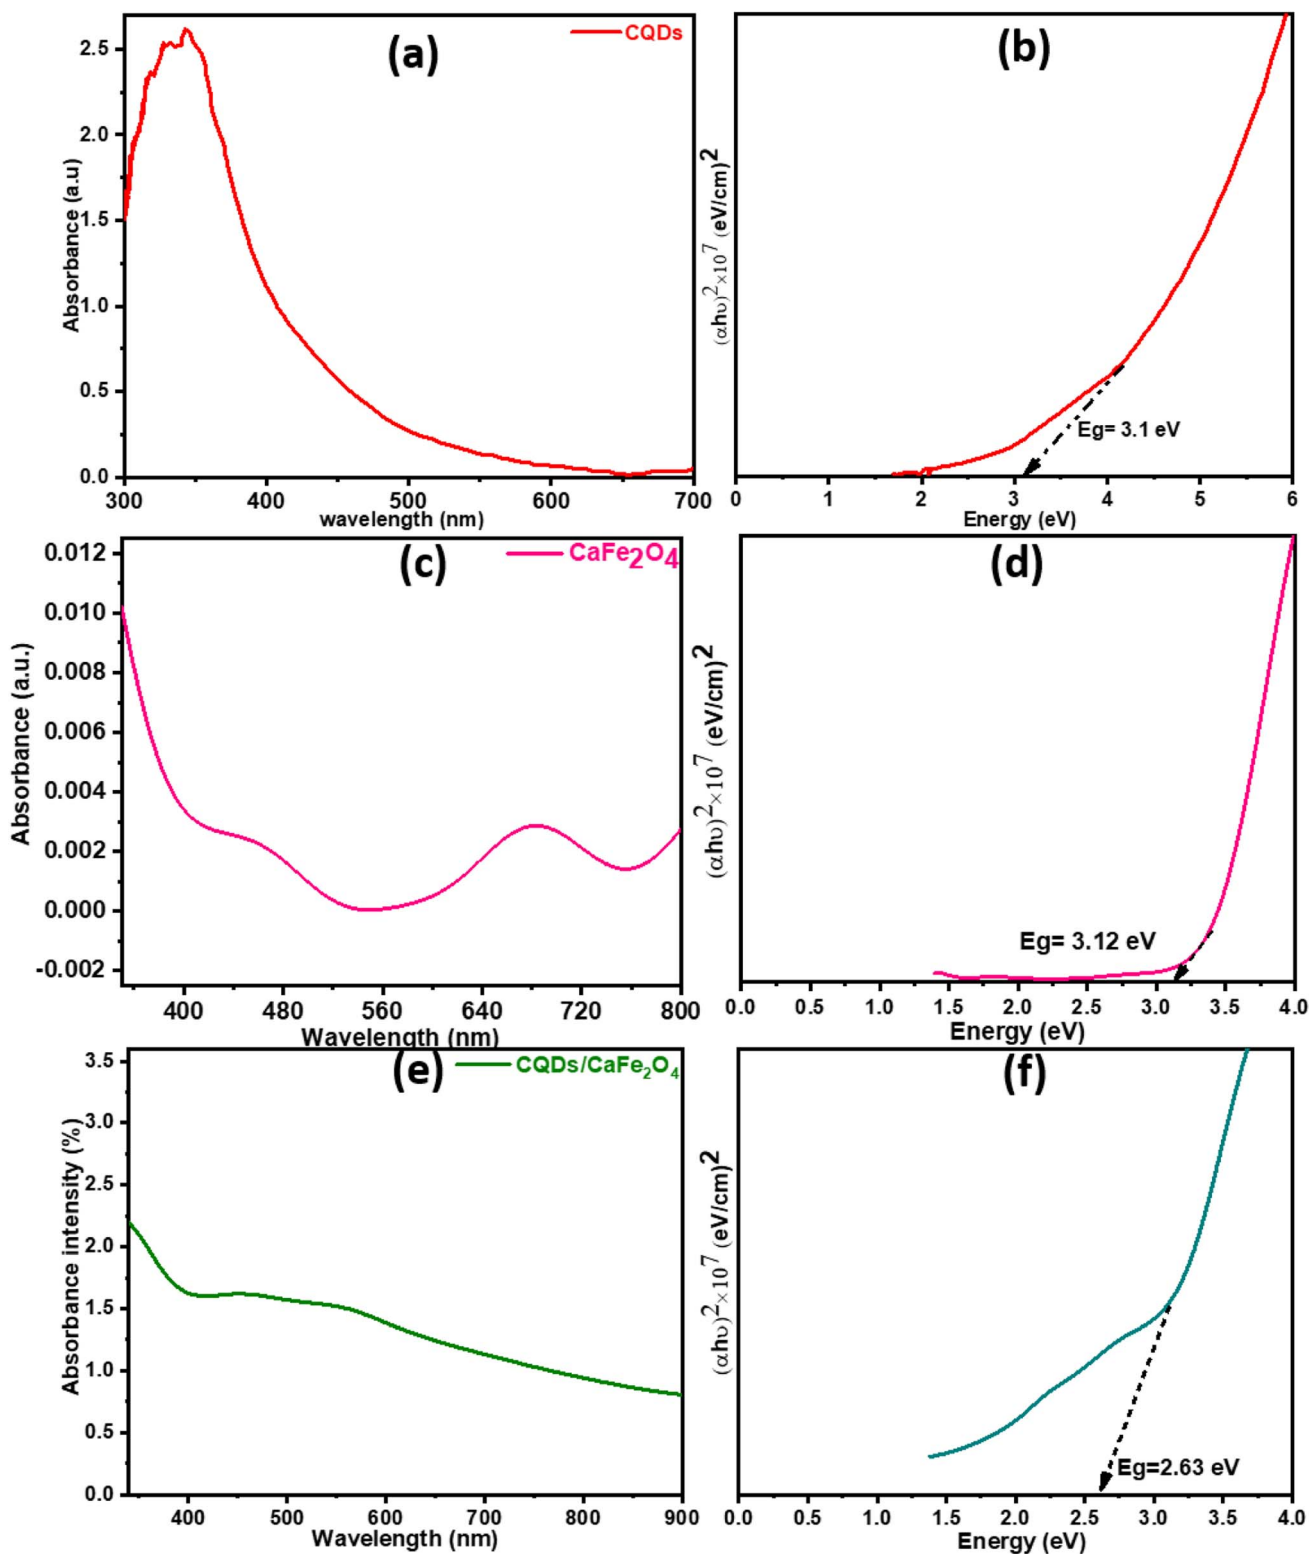 (a)
CQDs
Absorbance (a.u)
2.5
2.0
1.5
1.0
0.5
0.0
300
400
500
600
700
wavelength (nm)
(b)
(αhυ)²×10⁷ (eV/cm)²
Eg= 3.1 eV
0
1
2
3
4
5
6
Energy (eV)
(c)
CaFe₂O₄
Absorbance (a.u.)
0.012
0.010
0.008
0.006
0.004
0.002
0.000
-0.002
400
480
560
640
720
800
Wavelength (nm)
(d)
(αhυ)²×10⁷ (eV/cm)²
Eg= 3.12 eV
0.0
0.5
1.0
1.5
2.0
2.5
3.0
3.5
4.0
Energy (eV)
(e)
CQDs/CaFe₂O₄
Absorbance intensity (%)
3.5
3.0
2.5
2.0
1.5
1.0
0.5
0.0
400
500
600
700
800
900
Wavelength (nm)
(f)
(αhυ)²×10⁷ (eV/cm)²
Eg=2.63 eV
0.0
0.5
1.0
1.5
2.0
2.5
3.0
3.5
4.0
Energy (eV)